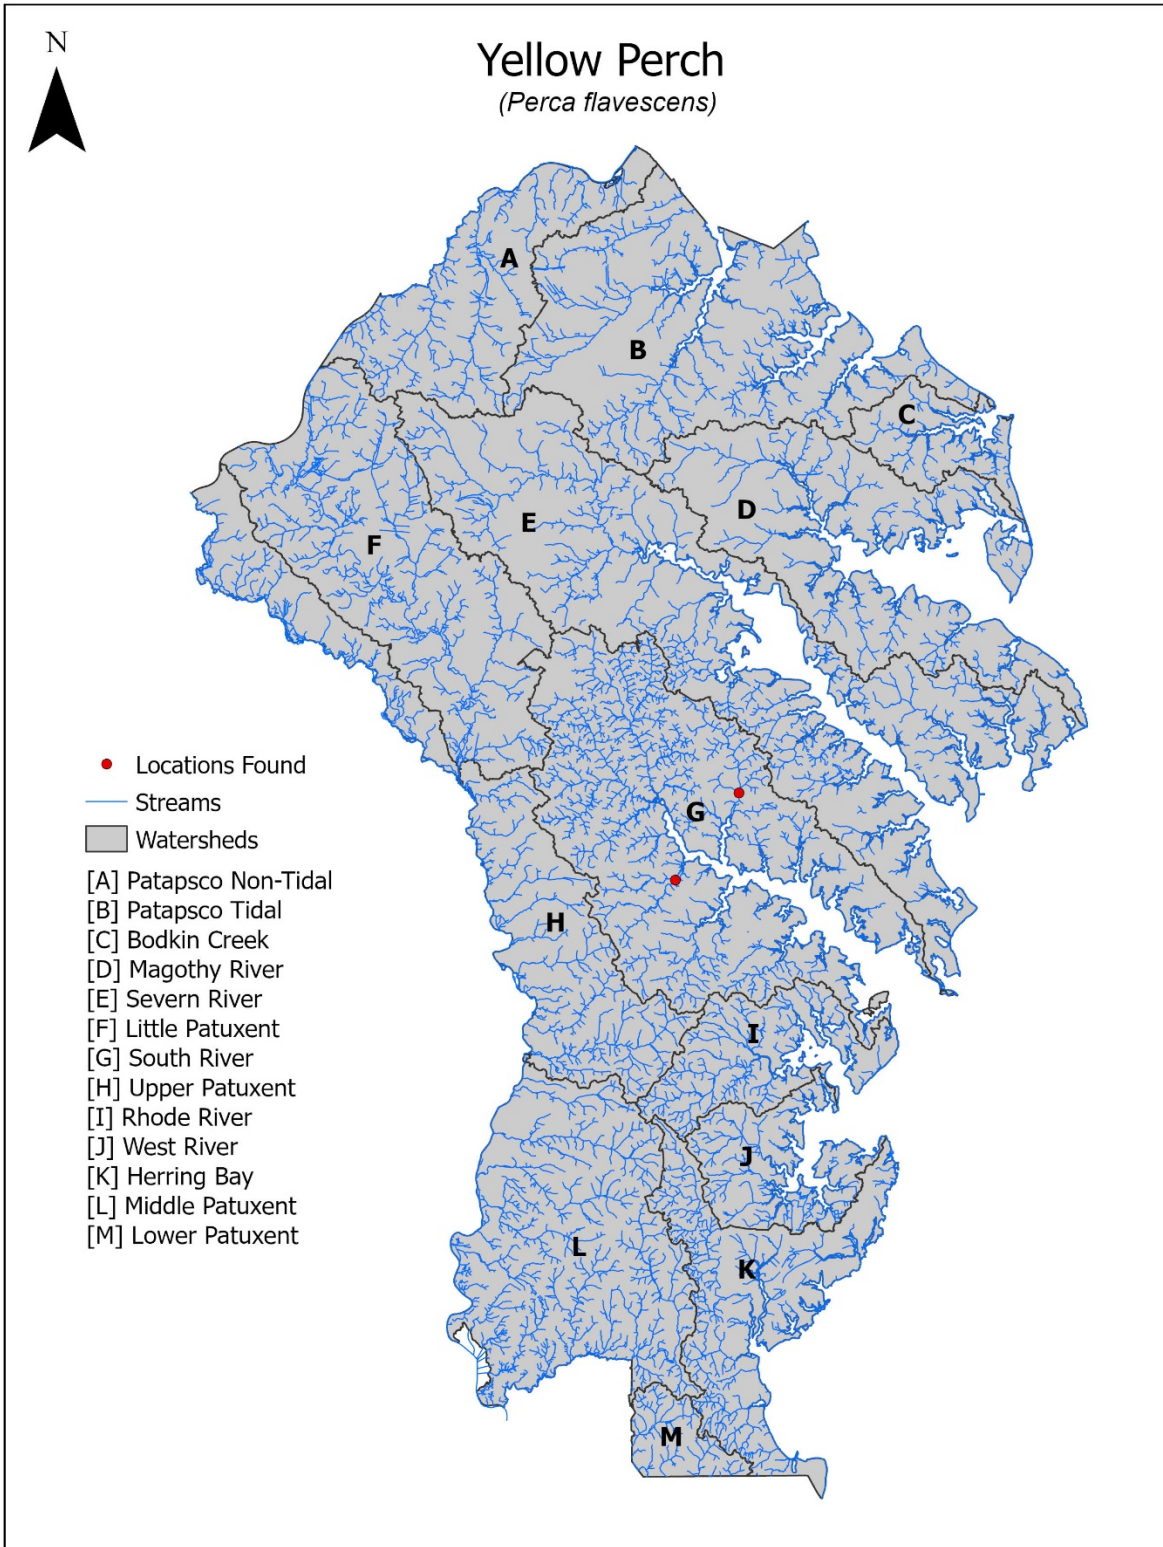 N
Yellow Perch
(Perca flavescens)
A
B
C
D
E
F
G
H
I
J
K
L
M
Locations Found
Streams
Watersheds
[A] Patapsco Non-Tidal
[B] Patapsco Tidal
[C] Bodkin Creek
[D] Magothy River
[E] Severn River
[F] Little Patuxent
[G] South River
[H] Upper Patuxent
[I] Rhode River
[J] West River
[K] Herring Bay
[L] Middle Patuxent
[M] Lower Patuxent